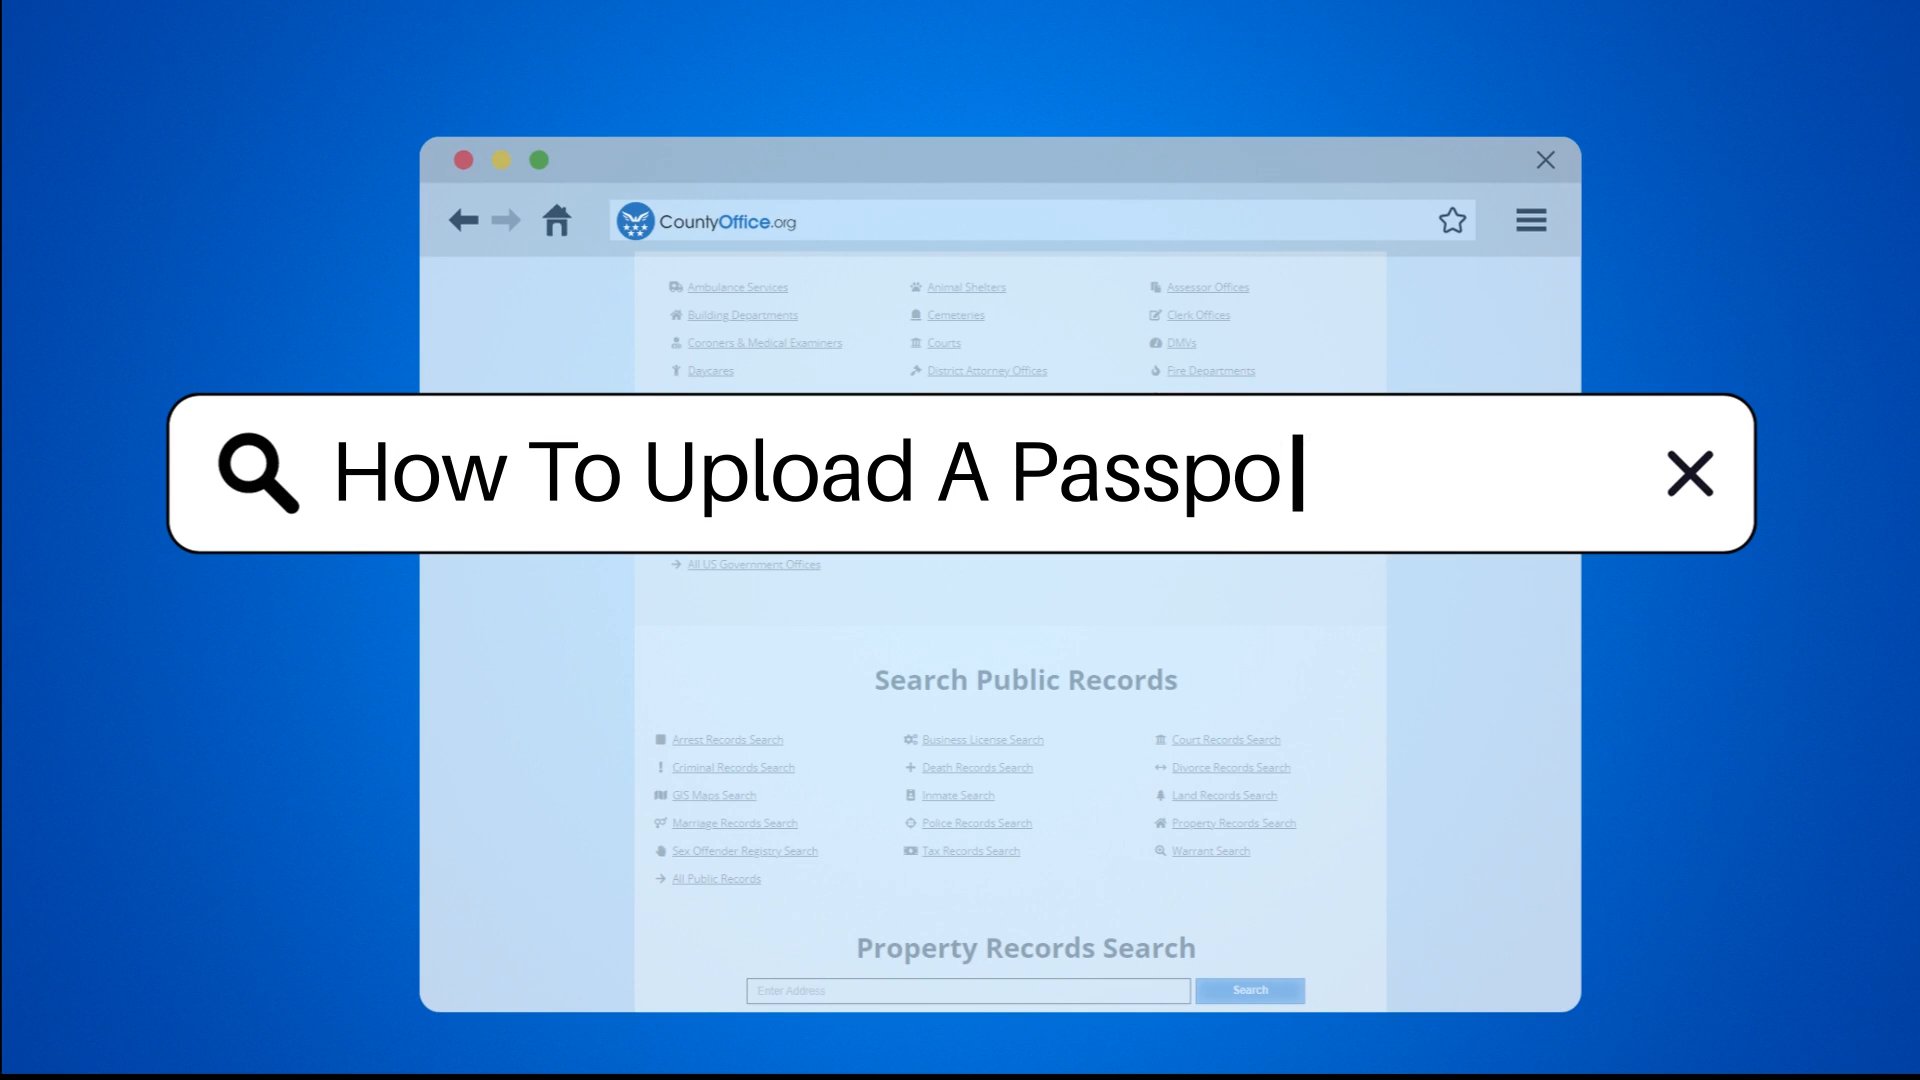 CountyOffice.org
Ambulance Services Animal Shelters Assessor Offices
Building Departments Cemeteries Clerk Offices
Coroners & Medical Examiners Courts DMVs
Daycares District Attorney Offices Fire Departments
How To Upload A Passpo
All US Government Offices
Search Public Records
Arrest Records Search Business License Search Court Records Search
Criminal Records Search Death Records Search Divorce Records Search
GIS Maps Search Inmate Search Land Records Search
Marriage Records Search Police Records Search Property Records Search
Sex Offender Registry Search Tax Records Search Warrant Search
All Public Records
Property Records Search
Enter Address Search